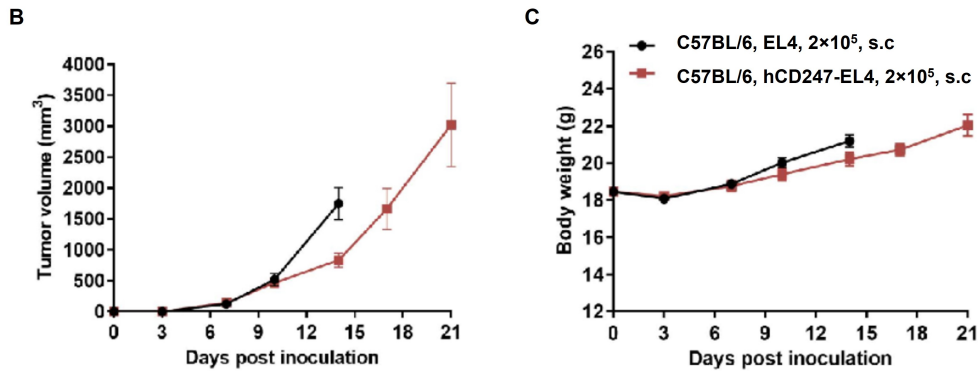 B
Tumor volume (mm³)
4000
3500
3000
2500
2000
1500
1000
500
0
0 3 6 9 12 15 18 21
Days post inoculation
C
C57BL/6, EL4, 2×10⁵, s.c
C57BL/6, hCD247-EL4, 2×10⁵, s.c
Body weight (g)
26
24
22
20
18
16
14
12
0 3 6 9 12 15 18 21
Days post inoculation